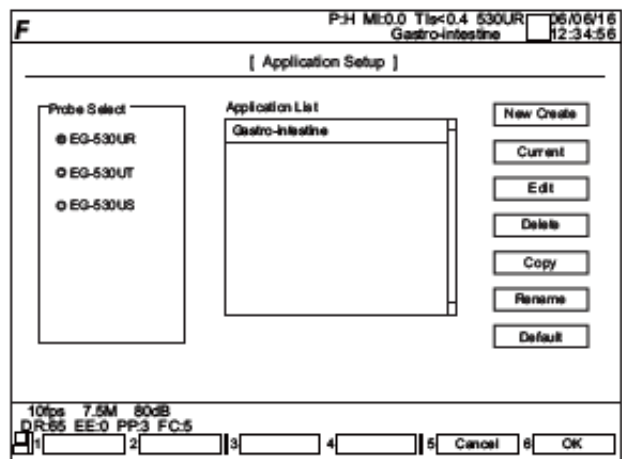 F
P:H MI:0.0 TIs<0.4 530UR 06/06/16
Gastro-intestine 12:34:56
[ Application Setup ]
Probe Select
EG-530UR
EG-530UT
EG-530US
Application List
Gastro-intestine
New Create
Current
Edit
Delete
Copy
Rename
Default
10fps 7.5M 80dB
DR:65 EE:0 PP:3 FC:5
1 2 3 4 5 Cancel 6 OK